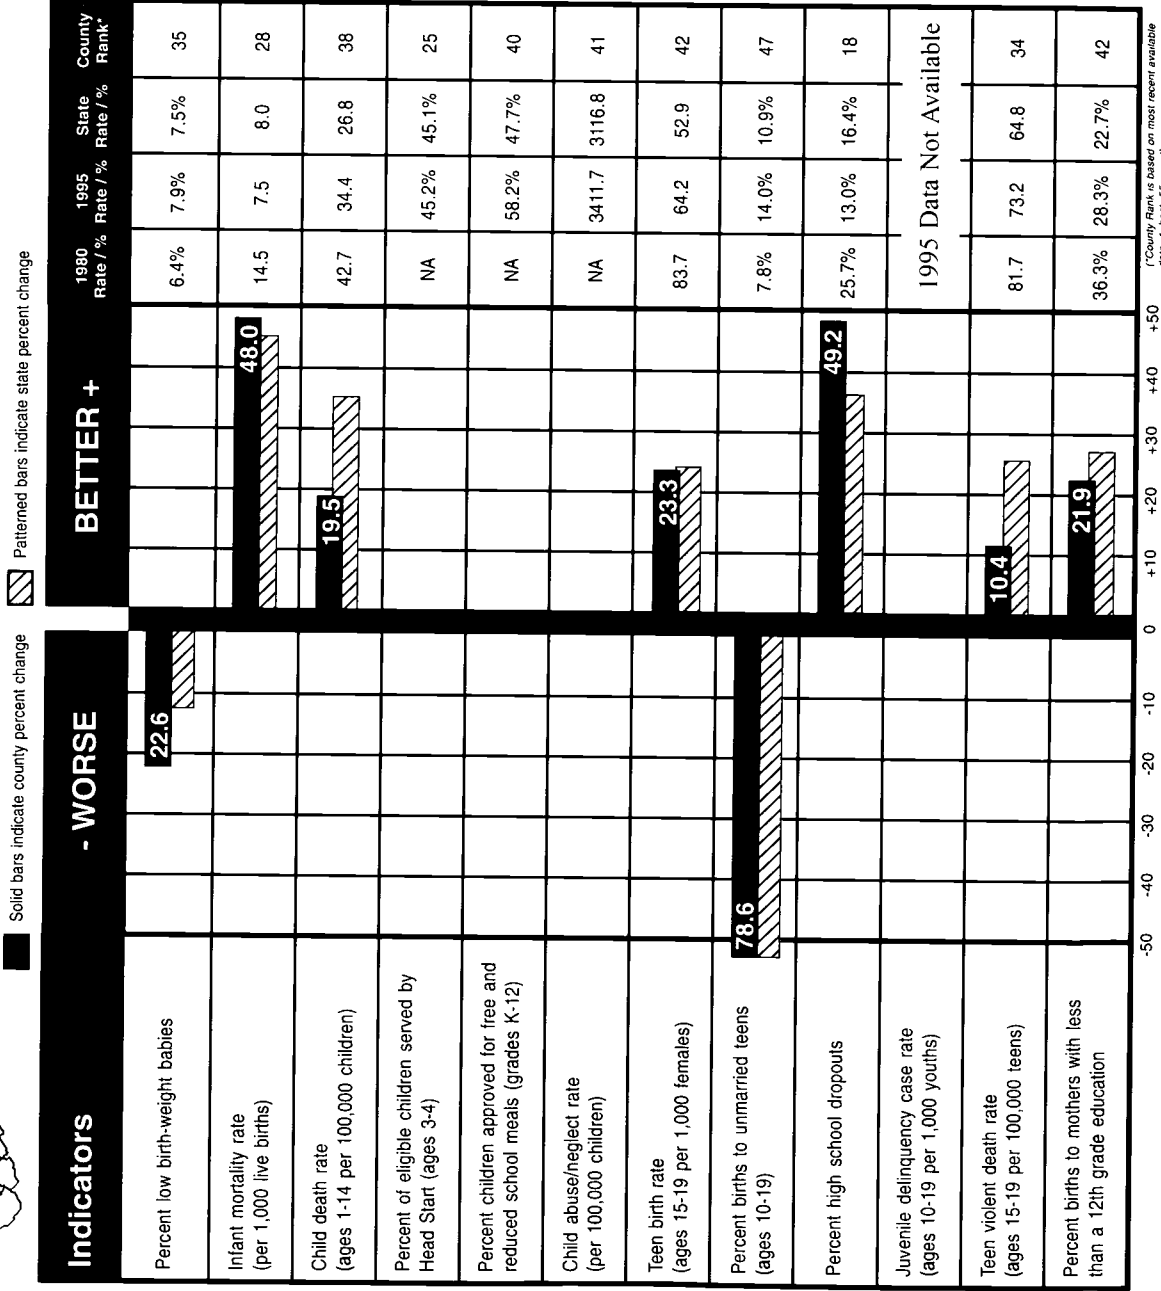 Solid bars indicate county percent change
Patterned bars indicate state percent change
Indicators
- WORSE
BETTER +
1980
Rate / %
1995
Rate / %
State
Rate / %
County
Rank*
Percent low birth-weight babies
22.6
6.4%
7.9%
7.5%
35
Infant mortality rate
(per 1,000 live births)
48.0
14.5
7.5
8.0
28
Child death rate
(ages 1-14 per 100,000 children)
19.5
42.7
34.4
26.8
38
Percent of eligible children served by
Head Start (ages 3-4)
NA
45.2%
45.1%
25
Percent children approved for free and
reduced school meals (grades K-12)
NA
58.2%
47.7%
40
Child abuse/neglect rate
(per 100,000 children)
NA
3411.7
3116.8
41
Teen birth rate
(ages 15-19 per 1,000 females)
23.3
83.7
64.2
52.9
42
Percent births to unmarried teens
(ages 10-19)
78.6
7.8%
14.0%
10.9%
47
Percent high school dropouts
49.2
25.7%
13.0%
16.4%
18
Juvenile delinquency case rate
(ages 10-19 per 1,000 youths)
1995 Data Not Available
Teen violent death rate
(ages 15-19 per 100,000 teens)
10.4
81.7
73.2
64.8
34
Percent births to mothers with less
than a 12th grade education
21.9
36.3%
28.3%
22.7%
42
-50
-40
-30
-20
-10
0
+10
+20
+30
+40
+50
(*County Rank is based on most recent available